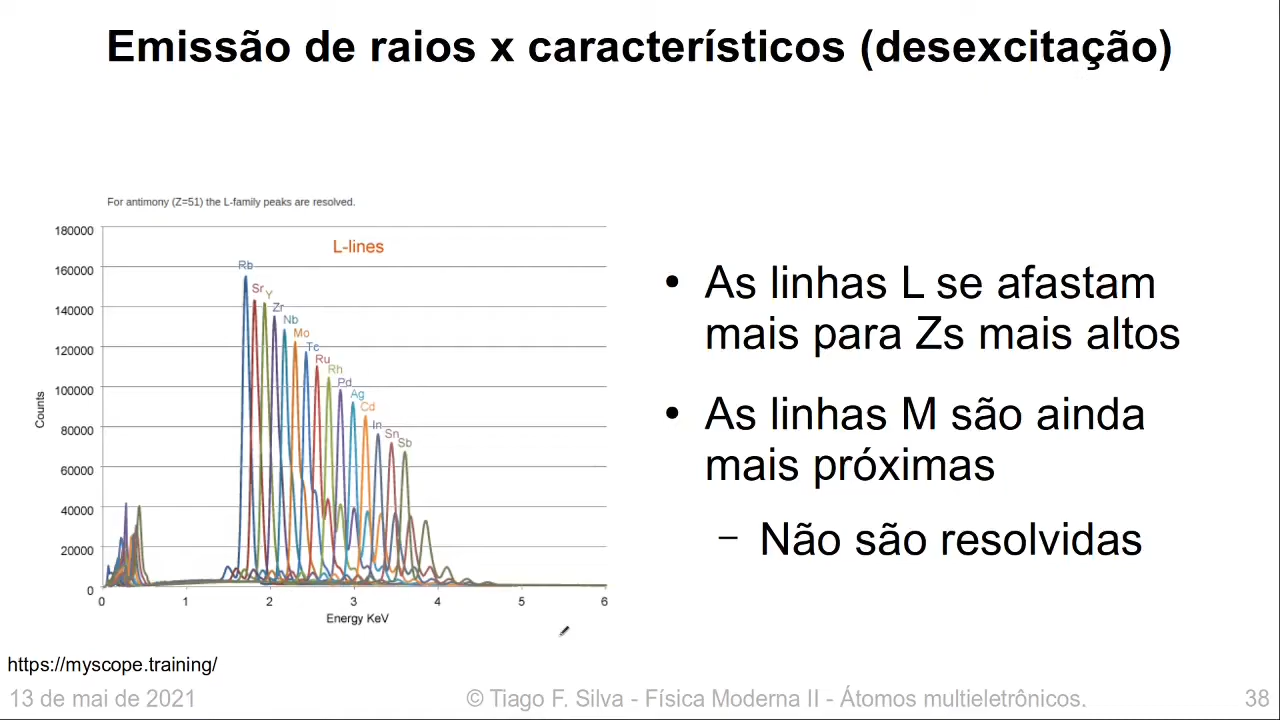 Emissão de raios x característicos (desexcitação)
For antimony (Z=51) the L-family peaks are resolved.
L-lines
180000
160000
140000
120000
100000
80000
60000
40000
20000
0
Counts
Rb
Sr
Y
Zr
Nb
Mo
Tc
Ru
Rh
Pd
Ag
Cd
In
Sn
Sb
0 1 2 3 4 5 6
Energy KeV
• As linhas L se afastam
mais para Zs mais altos
• As linhas M são ainda
mais próximas
– Não são resolvidas
https://myscope.training/
13 de mai de 2021
© Tiago F. Silva - Física Moderna II - Átomos multieletrônicos.
38